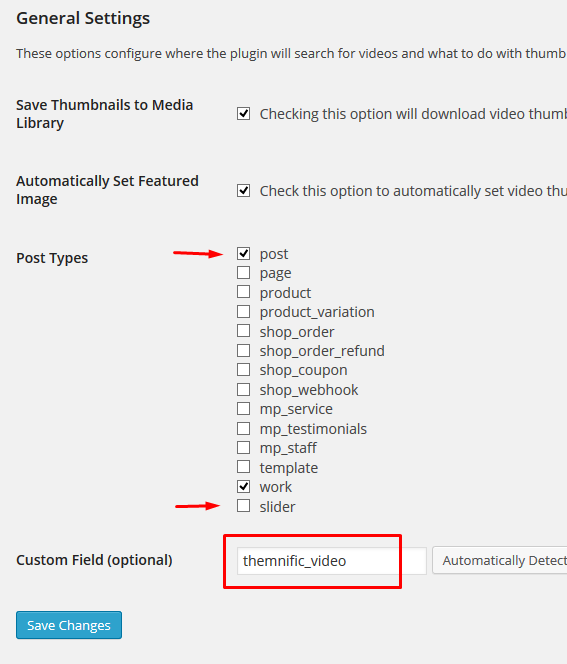 General Settings
These options configure where the plugin will search for videos and what to do with thumb
Save Thumbnails to Media
Library
Checking this option will download video thumb
Automatically Set Featured
Image
Check this option to automatically set video thu
Post Types
post
page
product
product_variation
shop_order
shop_order_refund
shop_coupon
shop_webhook
mp_service
mp_testimonials
mp_staff
template
work
slider
Custom Field (optional)
themnific_video
Automatically Detect
Save Changes